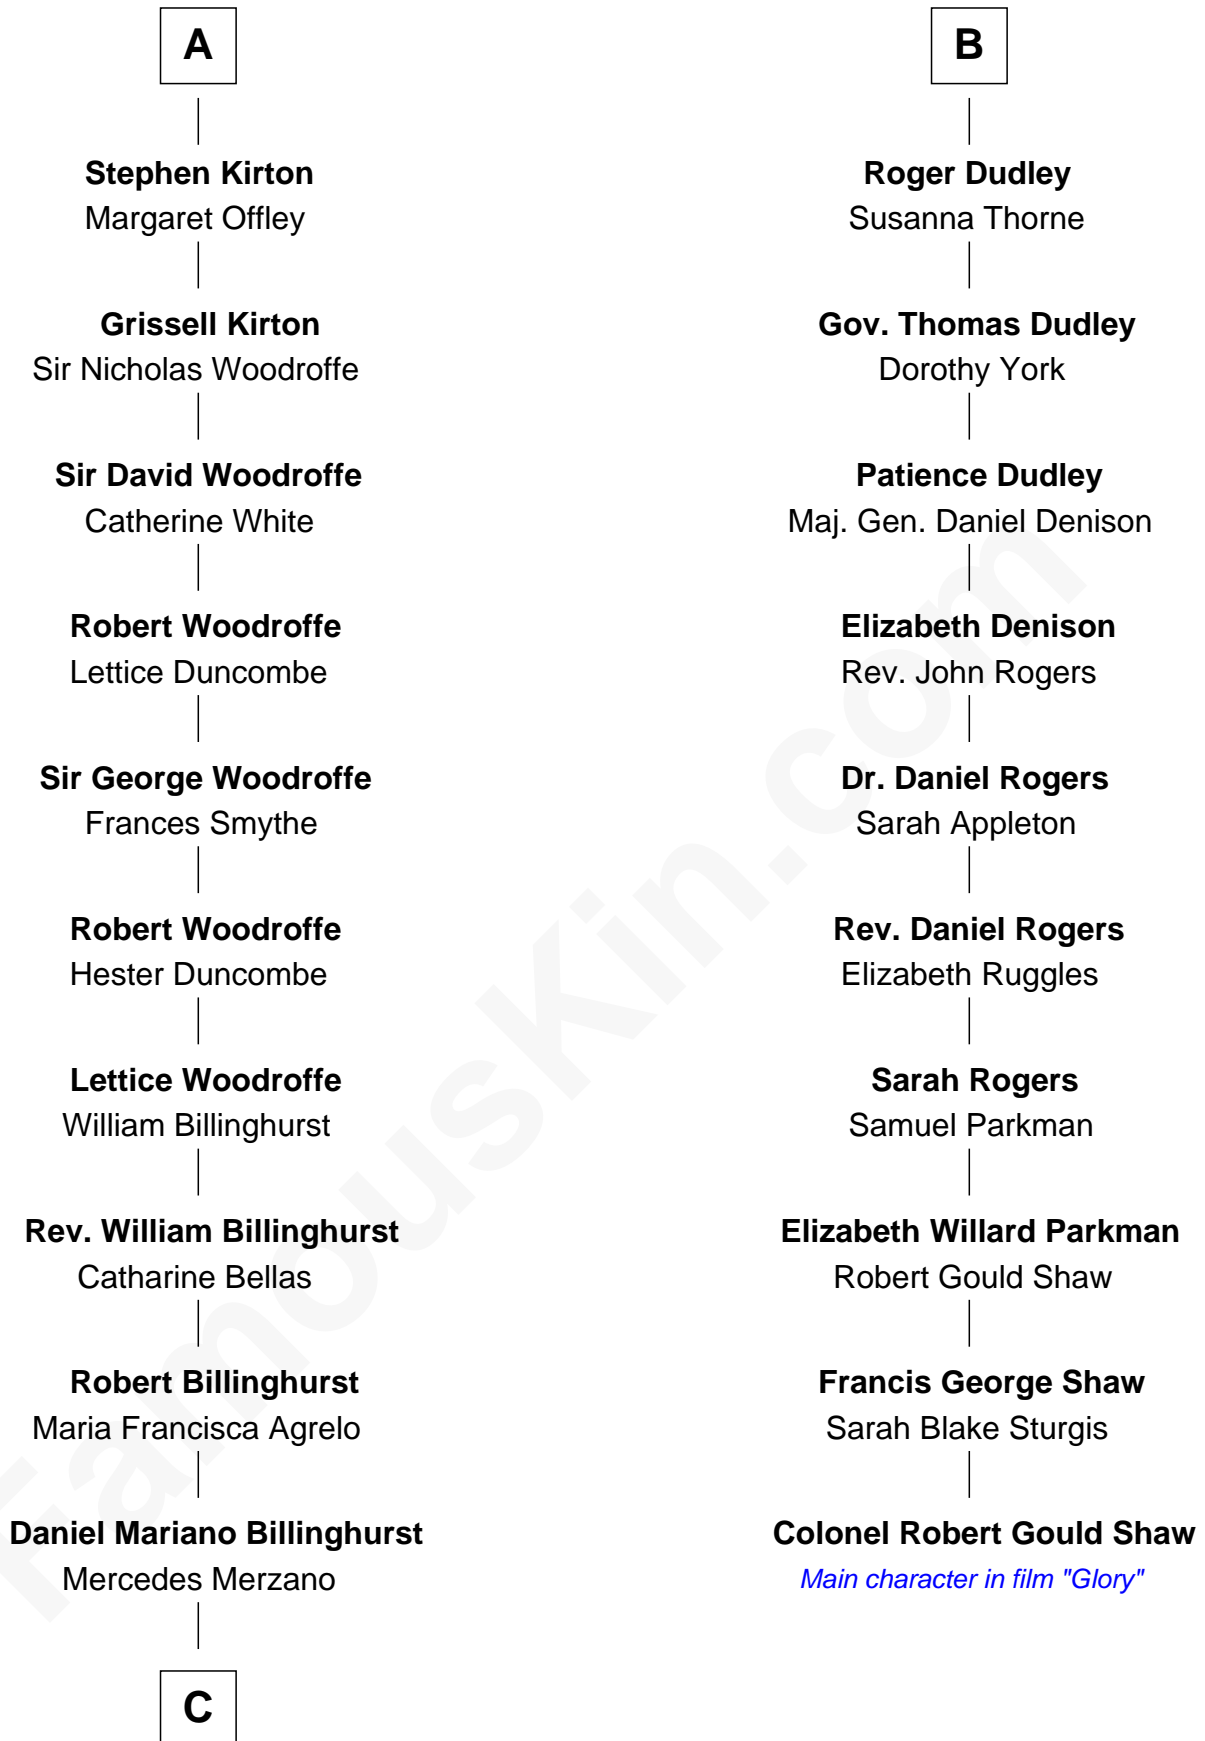 A
Stephen Kirton
Margaret Offley
Grissell Kirton
Sir Nicholas Woodroffe
Sir David Woodroffe
Catherine White
Robert Woodroffe
Lettice Duncombe
Sir George Woodroffe
Frances Smythe
Robert Woodroffe
Hester Duncombe
Lettice Woodroffe
William Billinghurst
Rev. William Billinghurst
Catharine Bellas
Robert Billinghurst
Maria Francisca Agrelo
Daniel Mariano Billinghurst
Mercedes Merzano
C
B
Roger Dudley
Susanna Thorne
Gov. Thomas Dudley
Dorothy York
Patience Dudley
Maj. Gen. Daniel Denison
Elizabeth Denison
Rev. John Rogers
Dr. Daniel Rogers
Sarah Appleton
Rev. Daniel Rogers
Elizabeth Ruggles
Sarah Rogers
Samuel Parkman
Elizabeth Willard Parkman
Robert Gould Shaw
Francis George Shaw
Sarah Blake Sturgis
Colonel Robert Gould Shaw
Main character in film "Glory"
FamousKin.com